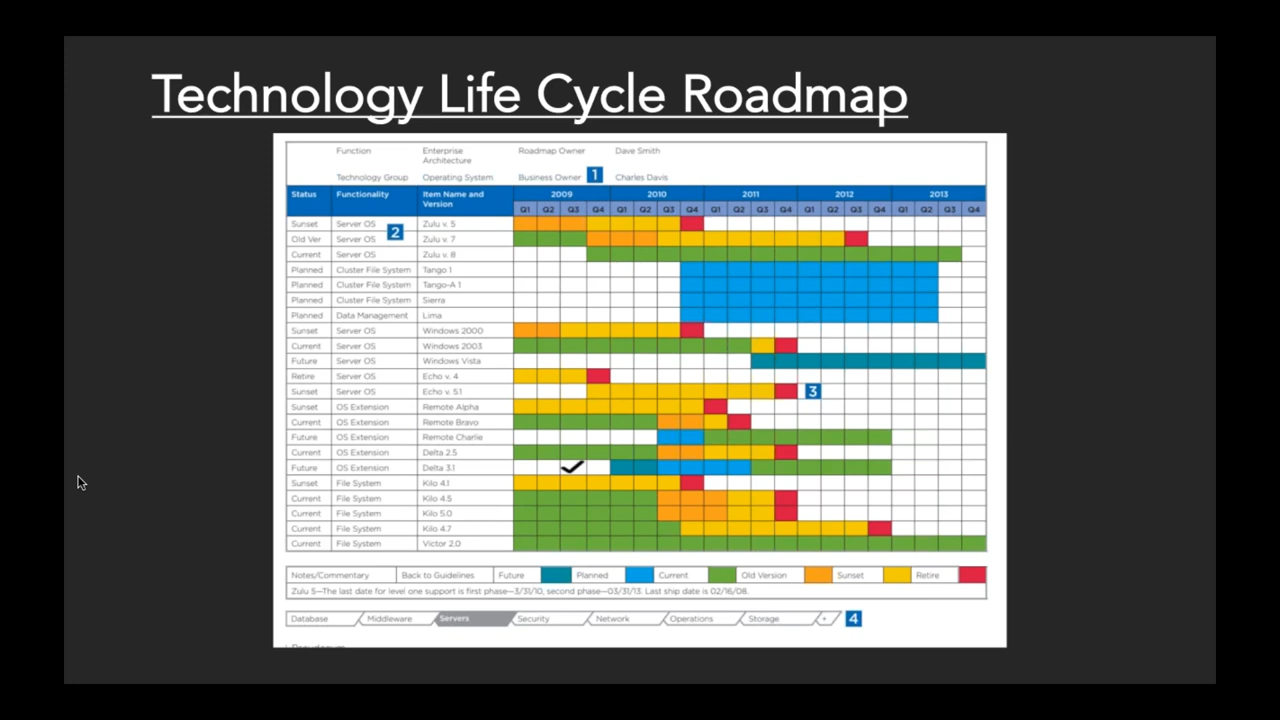 Technology Life Cycle Roadmap
Function Enterprise Architecture Roadmap Owner Dave Smith
Technology Group Operating System Business Owner 1 Charles Davis
Status Functionality Item Name and Version 2009 2010 2011 2012 2013
Q1 Q2 Q3 Q4 Q1 Q2 Q3 Q4 Q1 Q2 Q3 Q4 Q1 Q2 Q3 Q4 Q1 Q2 Q3 Q4
Sunset Server OS Zulu v. 5
2
Old Ver Server OS Zulu v. 7
Current Server OS Zulu v. 8
Planned Cluster File System Tango 1
Planned Cluster File System Tango-A 1
Planned Cluster File System Sierra
Planned Data Management Lima
Sunset Server OS Windows 2000
Current Server OS Windows 2003
Future Server OS Windows Vista
Retire Server OS Echo v. 4
Sunset Server OS Echo v. 5.1 3
Sunset OS Extension Remote Alpha
Current OS Extension Remote Bravo
Future OS Extension Remote Charlie
Current OS Extension Delta 2.5
Future OS Extension Delta 3.1
Sunset File System Kilo 4.1
Current File System Kilo 4.5
Current File System Kilo 5.0
Current File System Kilo 4.7
Current File System Victor 2.0
Notes/Commentary Back to Guidelines Future Planned Current Old Version Sunset Retire
Zulu 5—The last date for level one support is first phase—3/31/10, second phase—03/31/13. Last ship date is 02/16/08.
Database Middleware Servers Security Network Operations Storage + 4